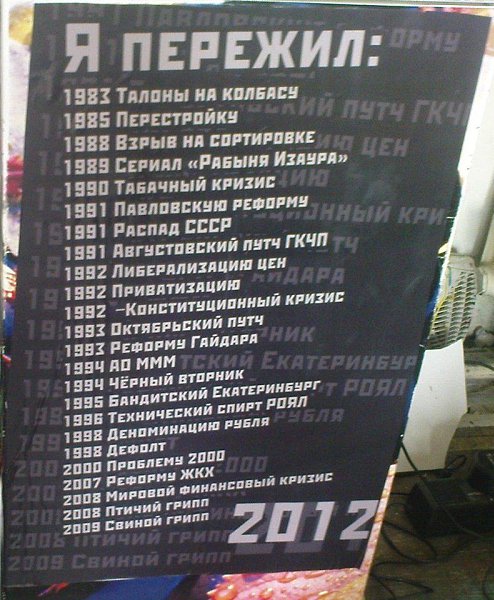 Я ПЕРЕЖИЛ:
1983 Талоны на колбасу
1985 Перестройку
1988 Взрыв на сортировке
1989 Сериал «Рабыня Изаура»
1990 Табачный кризис
1991 Павловскую реформу
1991 Распад СССР
1991 Августовский путч ГКЧП
1992 Либерализацию цен
1992 Приватизацию
1992 –Конституционный кризис
1993 Октябрьский путч
1993 Реформу Гайдара
1994 АО МММ
1994 Чёрный вторник
1995 Бандитский Екатеринбург
1996 Технический спирт РОЯЛ
1998 Деноминацию рубля
1998 Дефолт
2000 Проблему 2000
2007 Реформу ЖКХ
2008 Мировой финансовый кризис
2008 Птичий грипп
2009 Свиной грипп
2012
2009 Свиной грипп